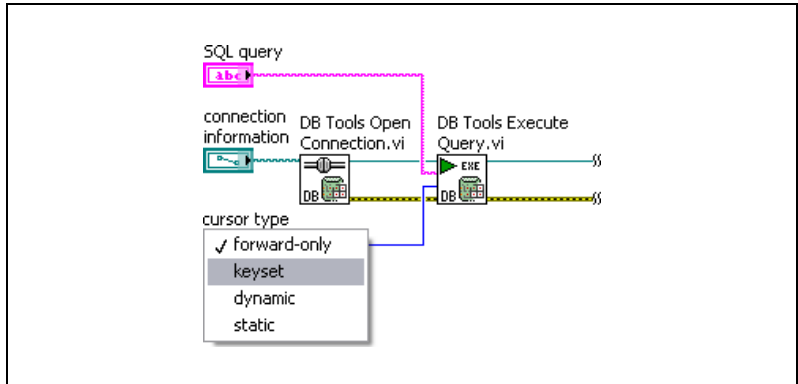 SQL query
abc
connection
information
DB Tools Open
Connection.vi
DB Tools Execute
Query.vi
EXE
DB
DB
cursor type
✓ forward-only
keyset
dynamic
static